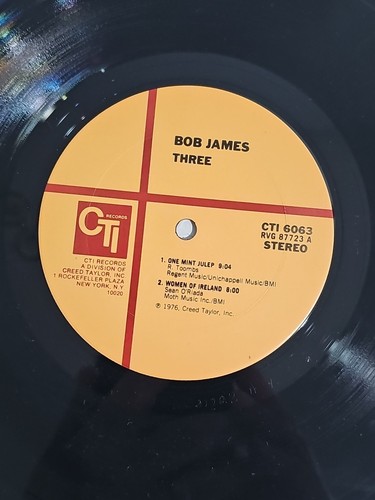 BOB JAMES
THREE
CTI RECORDS
CTI RECORDS
A DIVISION OF
CREED TAYLOR, INC.
1 ROCKEFELLER PLAZA
NEW YORK, N.Y.
10020
CTI 6063
RVG 87723 A
STEREO
1. ONE MINT JULEP 9:04
R. Toombs
Regent Music/Unichappell Music/BMI
2. WOMEN OF IRELAND 8:00
Sean O'Riada
Moth Music Inc./BMI
℗ 1976, Creed Taylor, Inc.